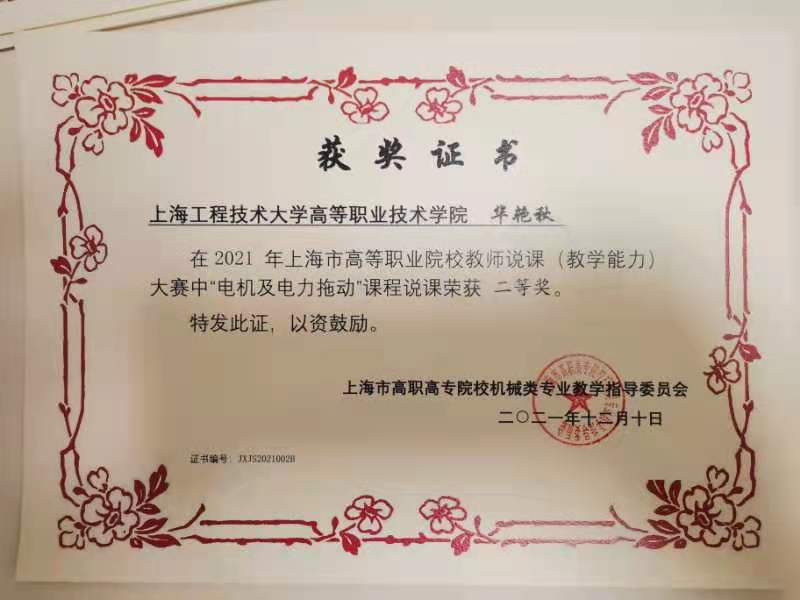 获奖证书
上海工程技术大学高等职业技术学院 华艳秋
在 2021 年上海市高等职业院校教师说课（教学能力）
大赛中“电机及电力拖动”课程说课荣获 二等奖。
特发此证，以资鼓励。
上海市高职高专院校机械类专业教学指导委员会
二〇二一年十二月十日
证书编号：JXJS2021002B